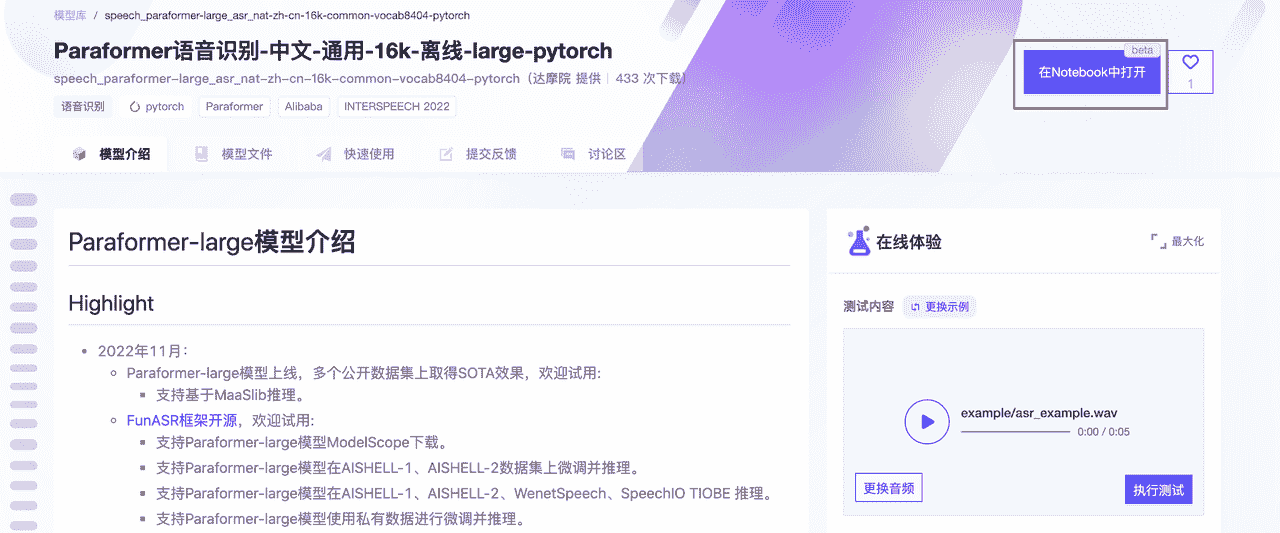 模型库 / speech_paraformer-large_asr_nat-zh-cn-16k-common-vocab8404-pytorch
Paraformer语音识别-中文-通用-16k-离线-large-pytorch
speech_paraformer-large_asr_nat-zh-cn-16k-common-vocab8404-pytorch（达摩院 提供 | 433 次下载）
语音识别 pytorch Paraformer Alibaba INTERSPEECH 2022
beta
在Notebook中打开
1
模型介绍 模型文件 快速使用 提交反馈 讨论区
Paraformer-large模型介绍
Highlight
2022年11月：
Paraformer-large模型上线，多个公开数据集上取得SOTA效果，欢迎试用:
支持基于MaaSlib推理。
FunASR框架开源，欢迎试用:
支持Paraformer-large模型ModelScope下载。
支持Paraformer-large模型在AISHELL-1、AISHELL-2数据集上微调并推理。
支持Paraformer-large模型在AISHELL-1、AISHELL-2、WenetSpeech、SpeechIO TIOBE 推理。
支持Paraformer-large模型使用私有数据进行微调并推理。
在线体验 最大化
测试内容 更换示例
example/asr_example.wav
0:00 / 0:05
更换音频 执行测试